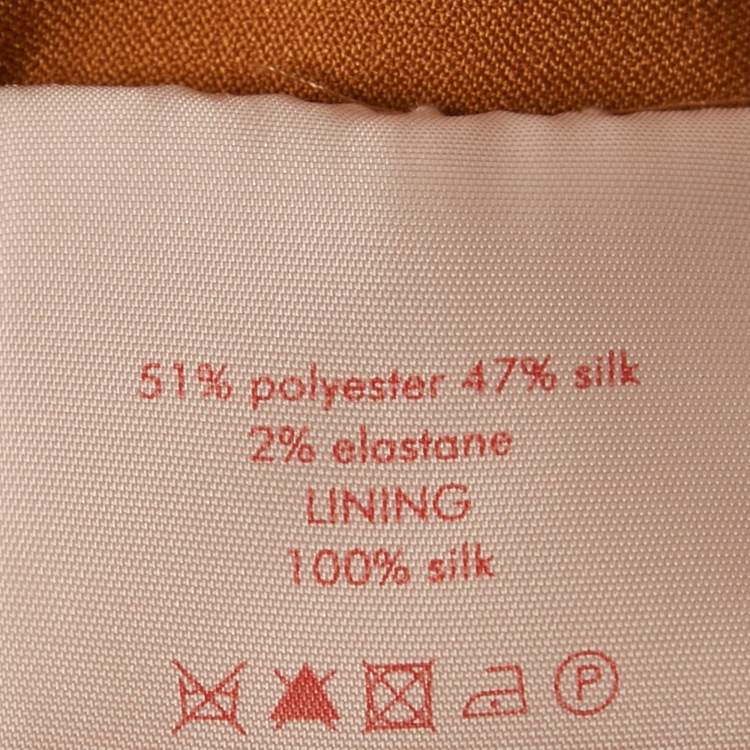 51% polyester 47% silk
2% elastane
LINING
100% silk
P